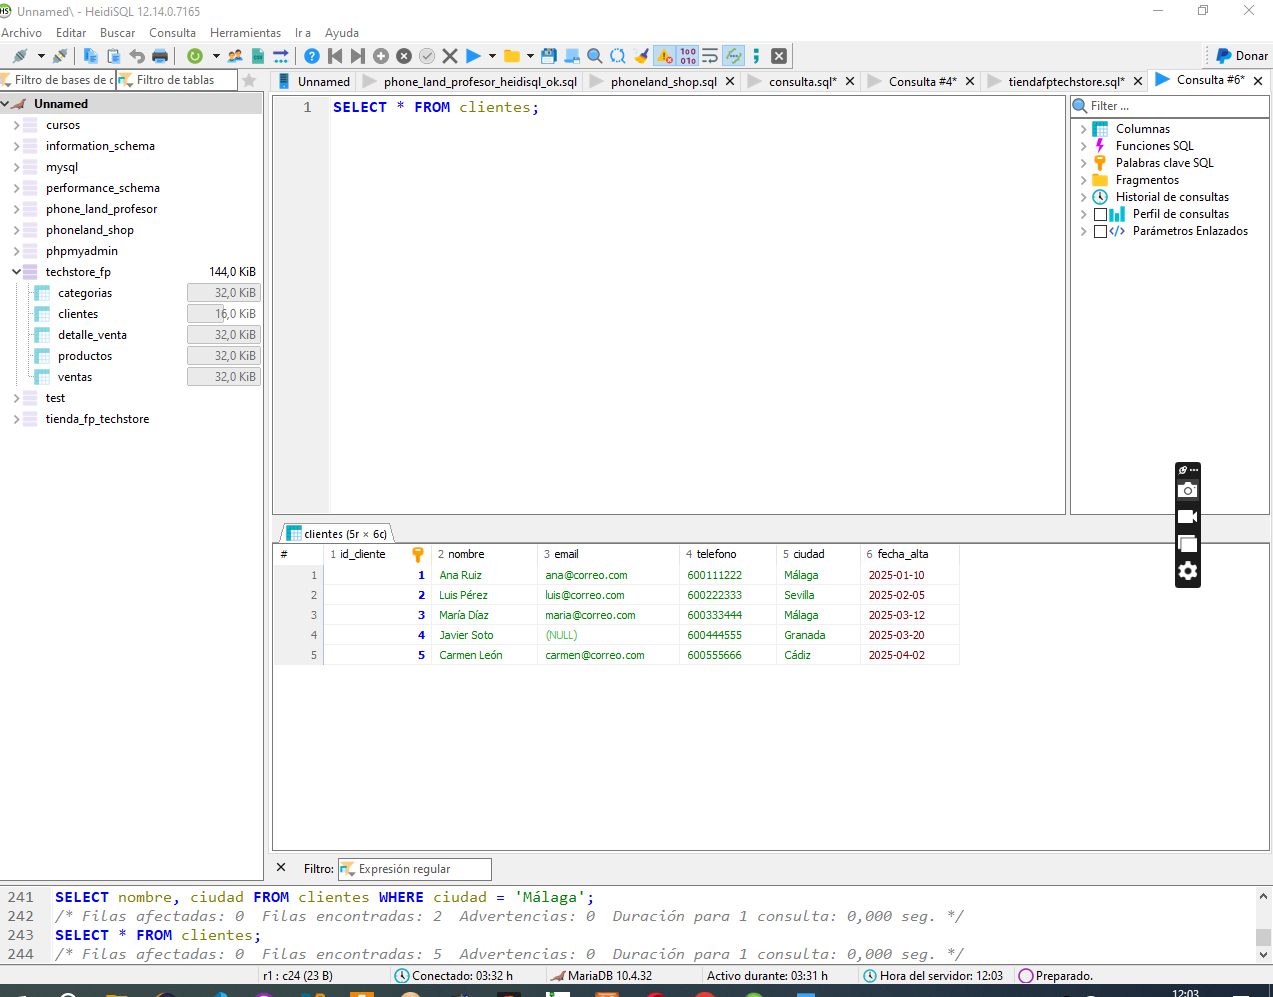 Unnamed\ - HeidiSQL 12.14.0.7165
Archivo Editar Buscar Consulta Herramientas Ir a Ayuda
Donar
Filtro de bases de d Filtro de tablas
Unnamed phone_land_profesor_heidisql_ok.sql phoneland_shop.sql consulta.sql* Consulta #4* tiendafptechstore.sql* Consulta #6*
Unnamed
cursos
information_schema
mysql
performance_schema
phone_land_profesor
phoneland_shop
phpmyadmin
techstore_fp 144,0 KiB
categorias 32,0 KiB
clientes 16,0 KiB
detalle_venta 32,0 KiB
productos 32,0 KiB
ventas 32,0 KiB
test
tienda_fp_techstore
1 SELECT * FROM clientes;
Filter ...
Columnas
Funciones SQL
Palabras clave SQL
Fragmentos
Historial de consultas
Perfil de consultas
Parámetros Enlazados
clientes (5r × 6c)
# 1 id_cliente 2 nombre 3 email 4 telefono 5 ciudad 6 fecha_alta
1 1 Ana Ruiz ana@correo.com 600111222 Málaga 2025-01-10
2 2 Luis Pérez luis@correo.com 600222333 Sevilla 2025-02-05
3 3 María Díaz maria@correo.com 600333444 Málaga 2025-03-12
4 4 Javier Soto (NULL) 600444555 Granada 2025-03-20
5 5 Carmen León carmen@correo.com 600555666 Cádiz 2025-04-02
Filtro: Expresión regular
241 SELECT nombre, ciudad FROM clientes WHERE ciudad = 'Málaga';
242 /* Filas afectadas: 0 Filas encontradas: 2 Advertencias: 0 Duración para 1 consulta: 0,000 seg. */
243 SELECT * FROM clientes;
244 /* Filas afectadas: 0 Filas encontradas: 5 Advertencias: 0 Duración para 1 consulta: 0,000 seg. */
r1 : c24 (23 B) Conectado: 03:32 h MariaDB 10.4.32 Activo durante: 03:31 h Hora del servidor: 12:03 Preparado.
12:03